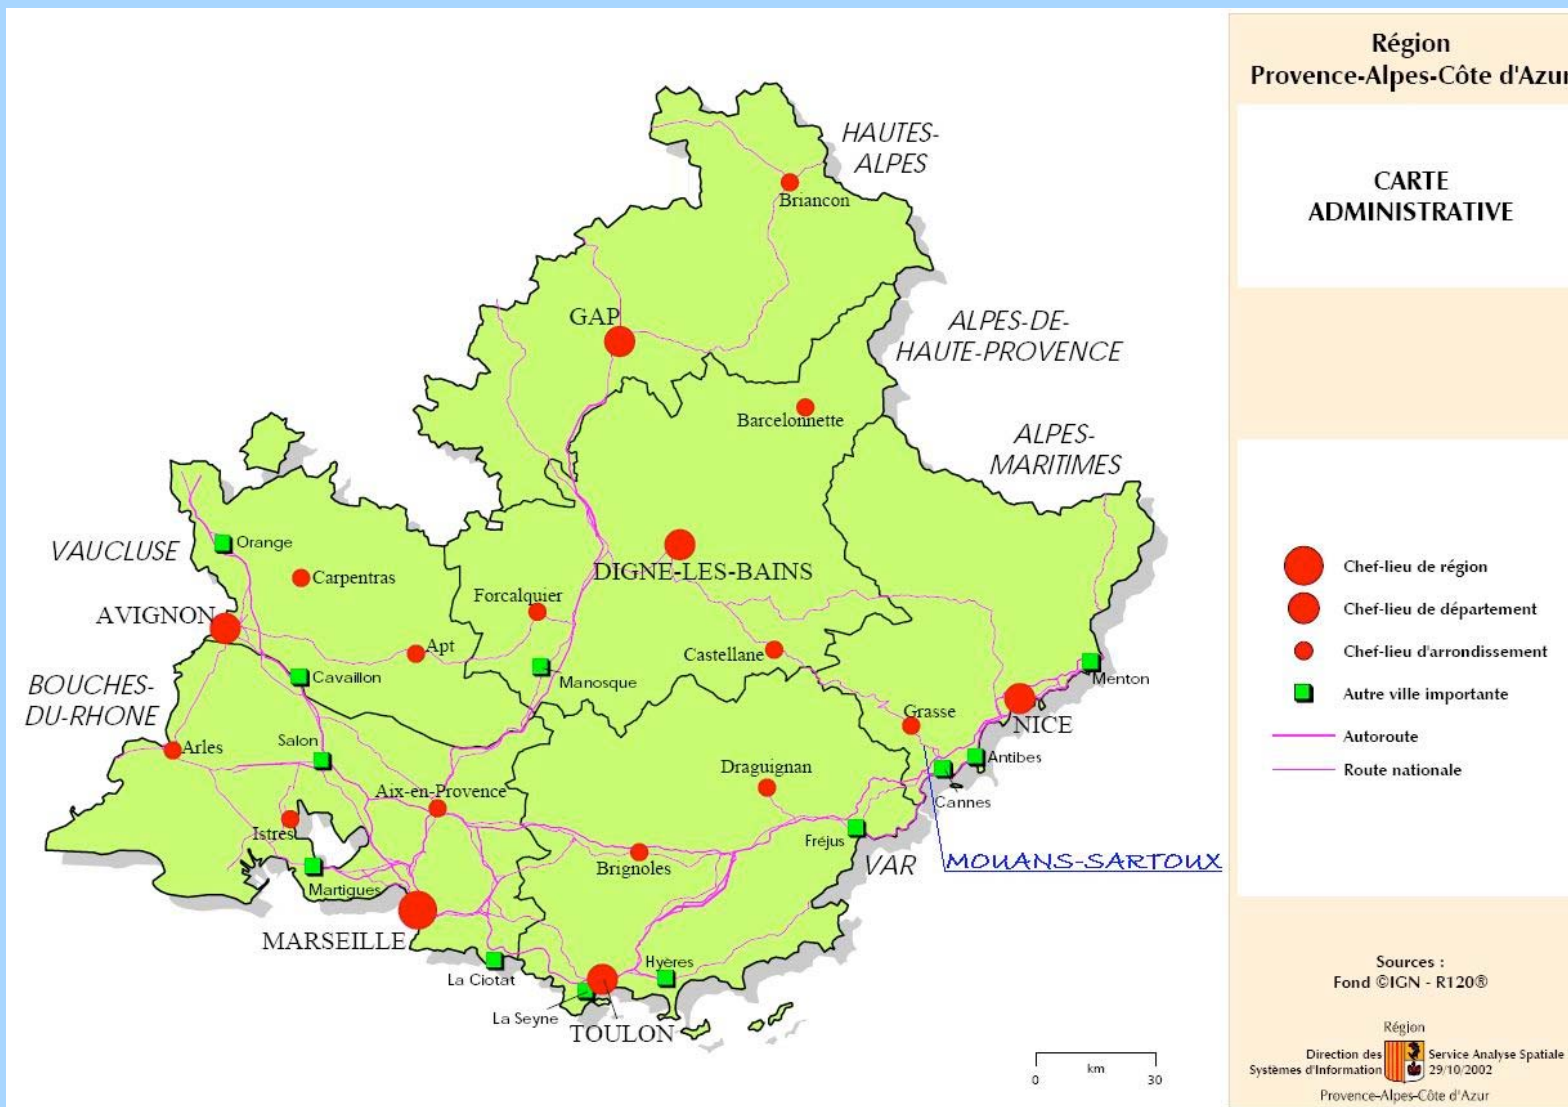 Région
Provence-Alpes-Côte d'Azur
CARTE
ADMINISTRATIVE
HAUTES-
ALPES
Briancon
GAP
ALPES-DE-
HAUTE-PROVENCE
Barcelonnette
ALPES-
MARITIMES
VAUCLUSE
Orange
Carpentras
DIGNE-LES-BAINS
Forcalquier
AVIGNON
Apt
Castellane
Cavaillon
Manosque
Menton
BOUCHES-
DU-RHONE
Grasse
NICE
Arles
Salon
Antibes
Draguignan
Aix-en-Provence
Cannes
Istres
Fréjus
VAR
MOUANS-SARTOUX
Brignoles
Martigues
MARSEILLE
Hyères
La Ciotat
La Seyne
TOULON
km
0 30
Chef-lieu de région
Chef-lieu de département
Chef-lieu d'arrondissement
Autre ville importante
Autoroute
Route nationale
Sources :
Fond ©IGN - R120®
Région
Direction des Service Analyse Spatiale
Systèmes d'Information 29/10/2002
Provence-Alpes-Côte d'Azur